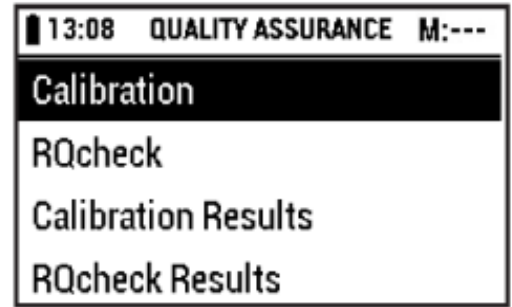 13:08 QUALITY ASSURANCE M:---
Calibration
RQcheck
Calibration Results
RQcheck Results